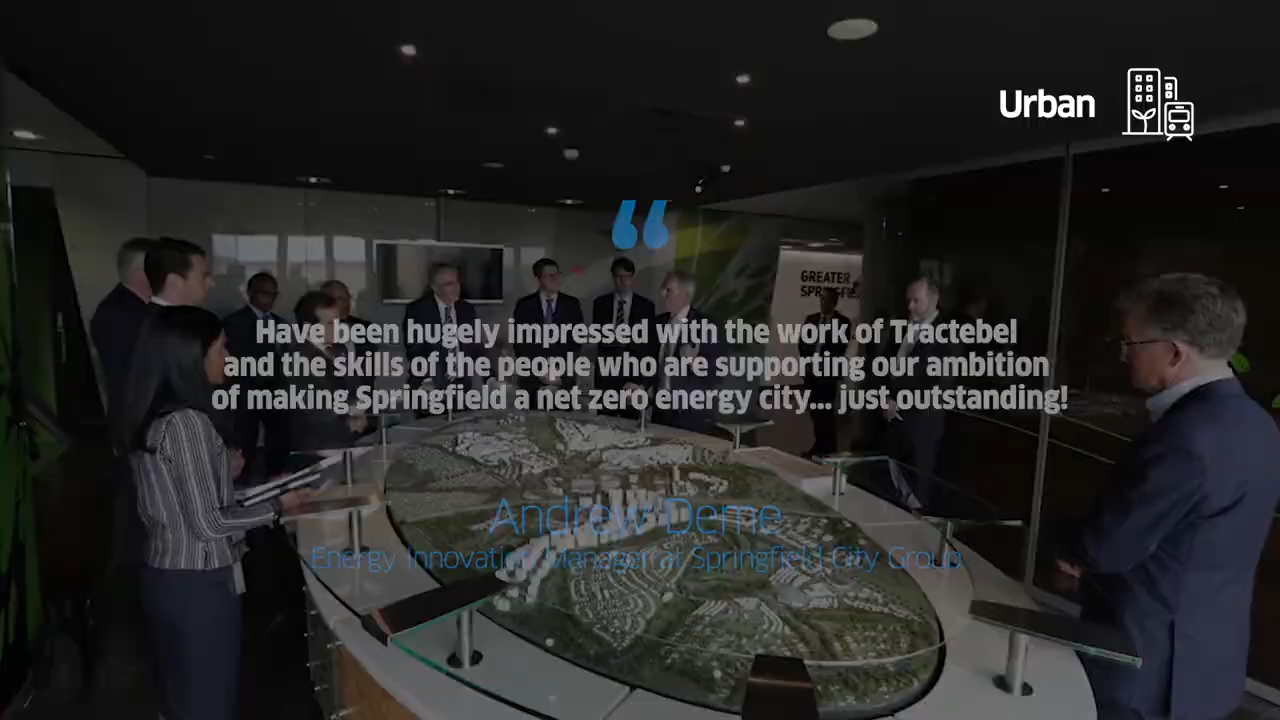 Urban
GREATER
SPRINGFIE
“
Have been hugely impressed with the work of Tractebel
and the skills of the people who are supporting our ambition
of making Springfield a net zero energy city... just outstanding!
Andrew Deme
Energy Innovation Manager at Springfield City Group